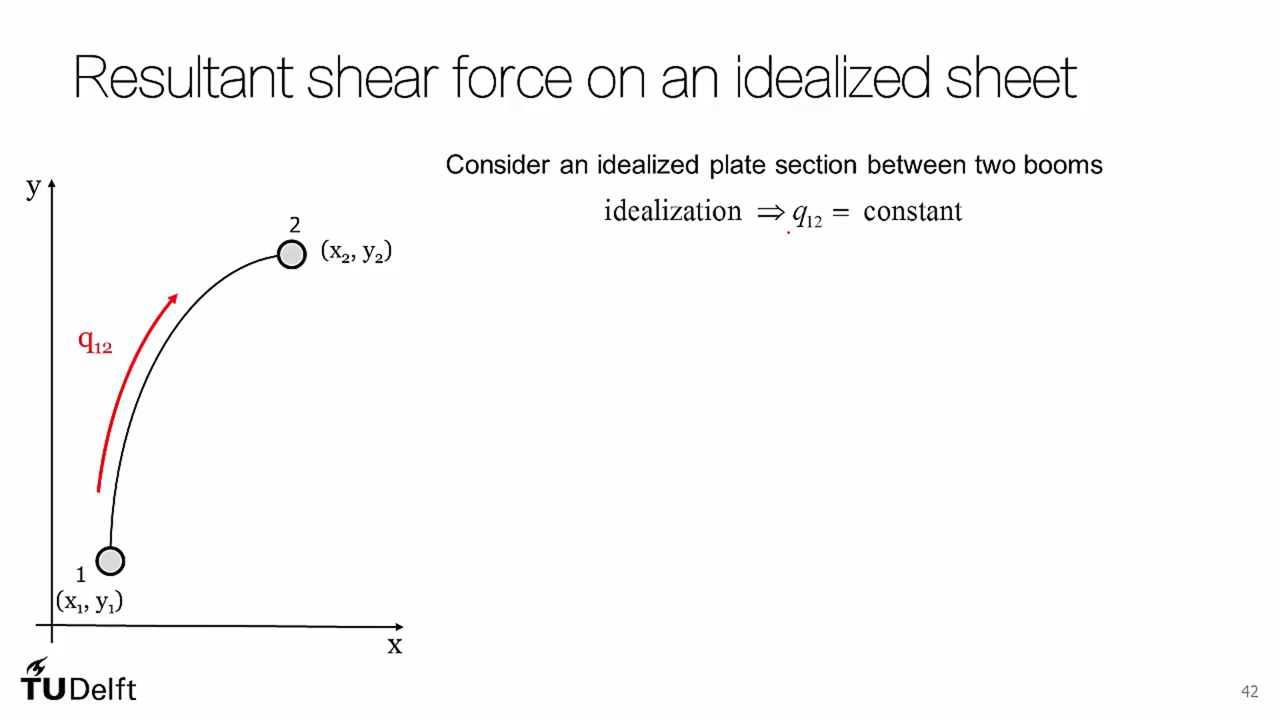 Resultant shear force on an idealized sheet
Consider an idealized plate section between two booms
idealization ⇒ q₁₂ = constant
y
2
(x₂, y₂)
q₁₂
1
(x₁, y₁)
x
TUDelft
42